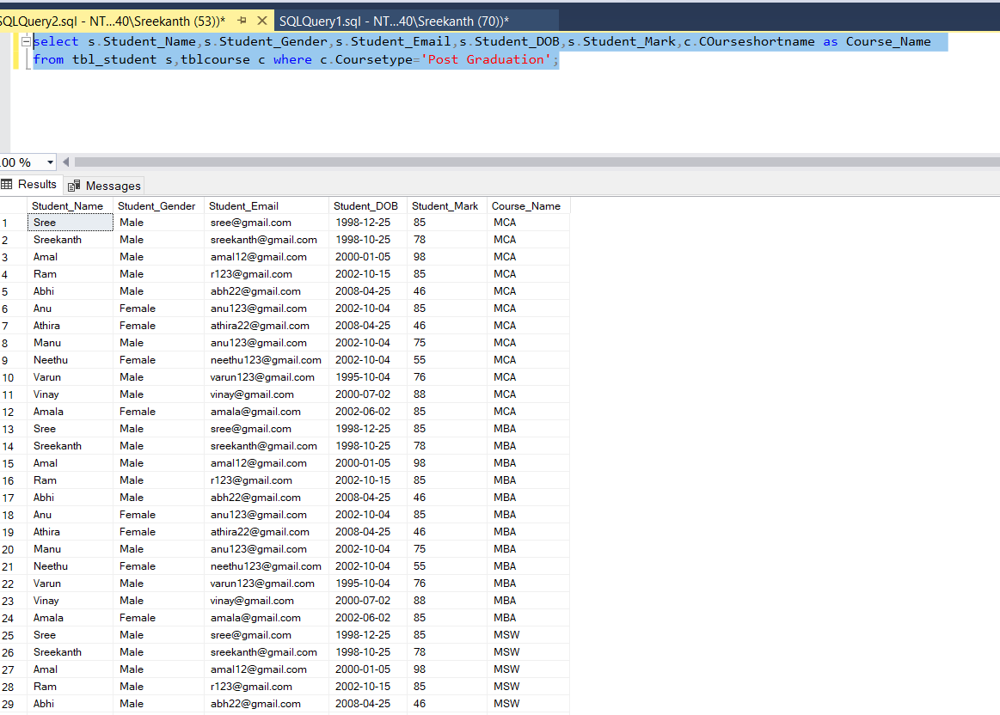 SQLQuery2.sql - NT...40\Sreekanth (53))* SQLQuery1.sql - NT...40\Sreekanth (70))*
select s.Student_Name,s.Student_Gender,s.Student_Email,s.Student_DOB,s.Student_Mark,c.COurseshortname as Course_Name
from tbl_student s,tblcourse c where c.Coursetype='Post Graduation';
.00 %
Results Messages
Student_Name Student_Gender Student_Email Student_DOB Student_Mark Course_Name
1 Sree Male sree@gmail.com 1998-12-25 85 MCA
2 Sreekanth Male sreekanth@gmail.com 1998-10-25 78 MCA
3 Amal Male amal12@gmail.com 2000-01-05 98 MCA
4 Ram Male r123@gmail.com 2002-10-15 85 MCA
5 Abhi Male abh22@gmail.com 2008-04-25 46 MCA
6 Anu Female anu123@gmail.com 2002-10-04 85 MCA
7 Athira Female athira22@gmail.com 2008-04-25 46 MCA
8 Manu Male anu123@gmail.com 2002-10-04 75 MCA
9 Neethu Female neethu123@gmail.com 2002-10-04 55 MCA
10 Varun Male varun123@gmail.com 1995-10-04 76 MCA
11 Vinay Male vinay@gmail.com 2000-07-02 88 MCA
12 Amala Female amala@gmail.com 2002-06-02 85 MCA
13 Sree Male sree@gmail.com 1998-12-25 85 MBA
14 Sreekanth Male sreekanth@gmail.com 1998-10-25 78 MBA
15 Amal Male amal12@gmail.com 2000-01-05 98 MBA
16 Ram Male r123@gmail.com 2002-10-15 85 MBA
17 Abhi Male abh22@gmail.com 2008-04-25 46 MBA
18 Anu Female anu123@gmail.com 2002-10-04 85 MBA
19 Athira Female athira22@gmail.com 2008-04-25 46 MBA
20 Manu Male anu123@gmail.com 2002-10-04 75 MBA
21 Neethu Female neethu123@gmail.com 2002-10-04 55 MBA
22 Varun Male varun123@gmail.com 1995-10-04 76 MBA
23 Vinay Male vinay@gmail.com 2000-07-02 88 MBA
24 Amala Female amala@gmail.com 2002-06-02 85 MBA
25 Sree Male sree@gmail.com 1998-12-25 85 MSW
26 Sreekanth Male sreekanth@gmail.com 1998-10-25 78 MSW
27 Amal Male amal12@gmail.com 2000-01-05 98 MSW
28 Ram Male r123@gmail.com 2002-10-15 85 MSW
29 Abhi Male abh22@gmail.com 2008-04-25 46 MSW